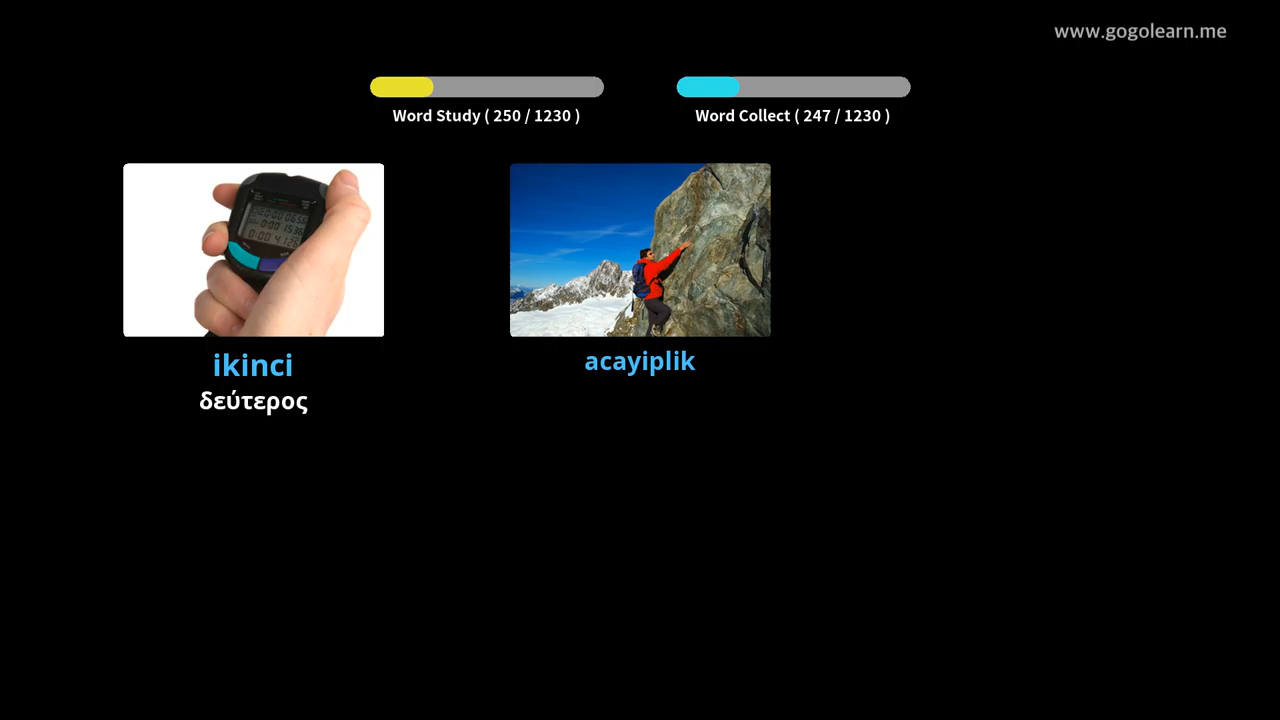 www.gogolearn.me
Word Study ( 250 / 1230 )
Word Collect ( 247 / 1230 )
ikinci
δεύτερος
acayiplik